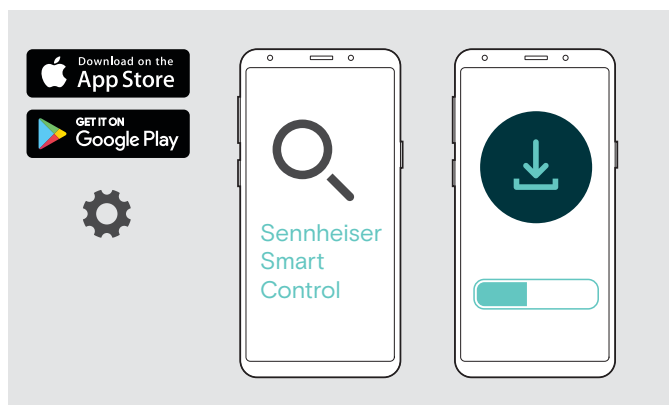 Download on the
App Store
GET IT ON
Google Play
Sennheiser
Smart
Control